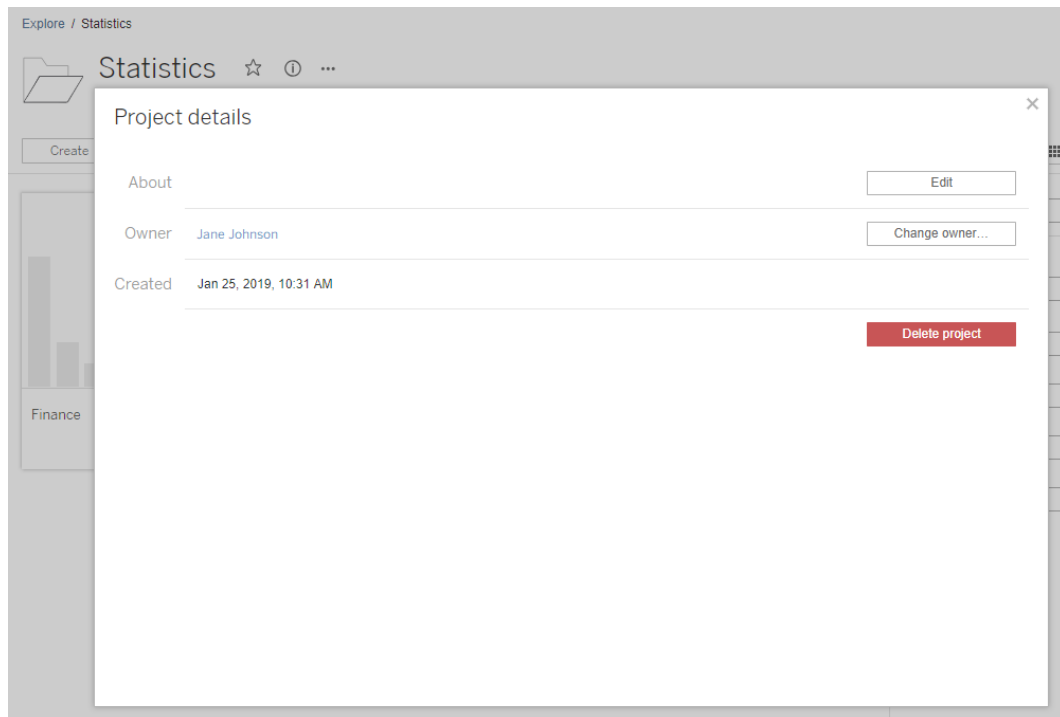 Explore / Statistics
Statistics
Project details
Create
About
Edit
Owner Jane Johnson
Change owner...
Created Jan 25, 2019, 10:31 AM
Delete project
Finance